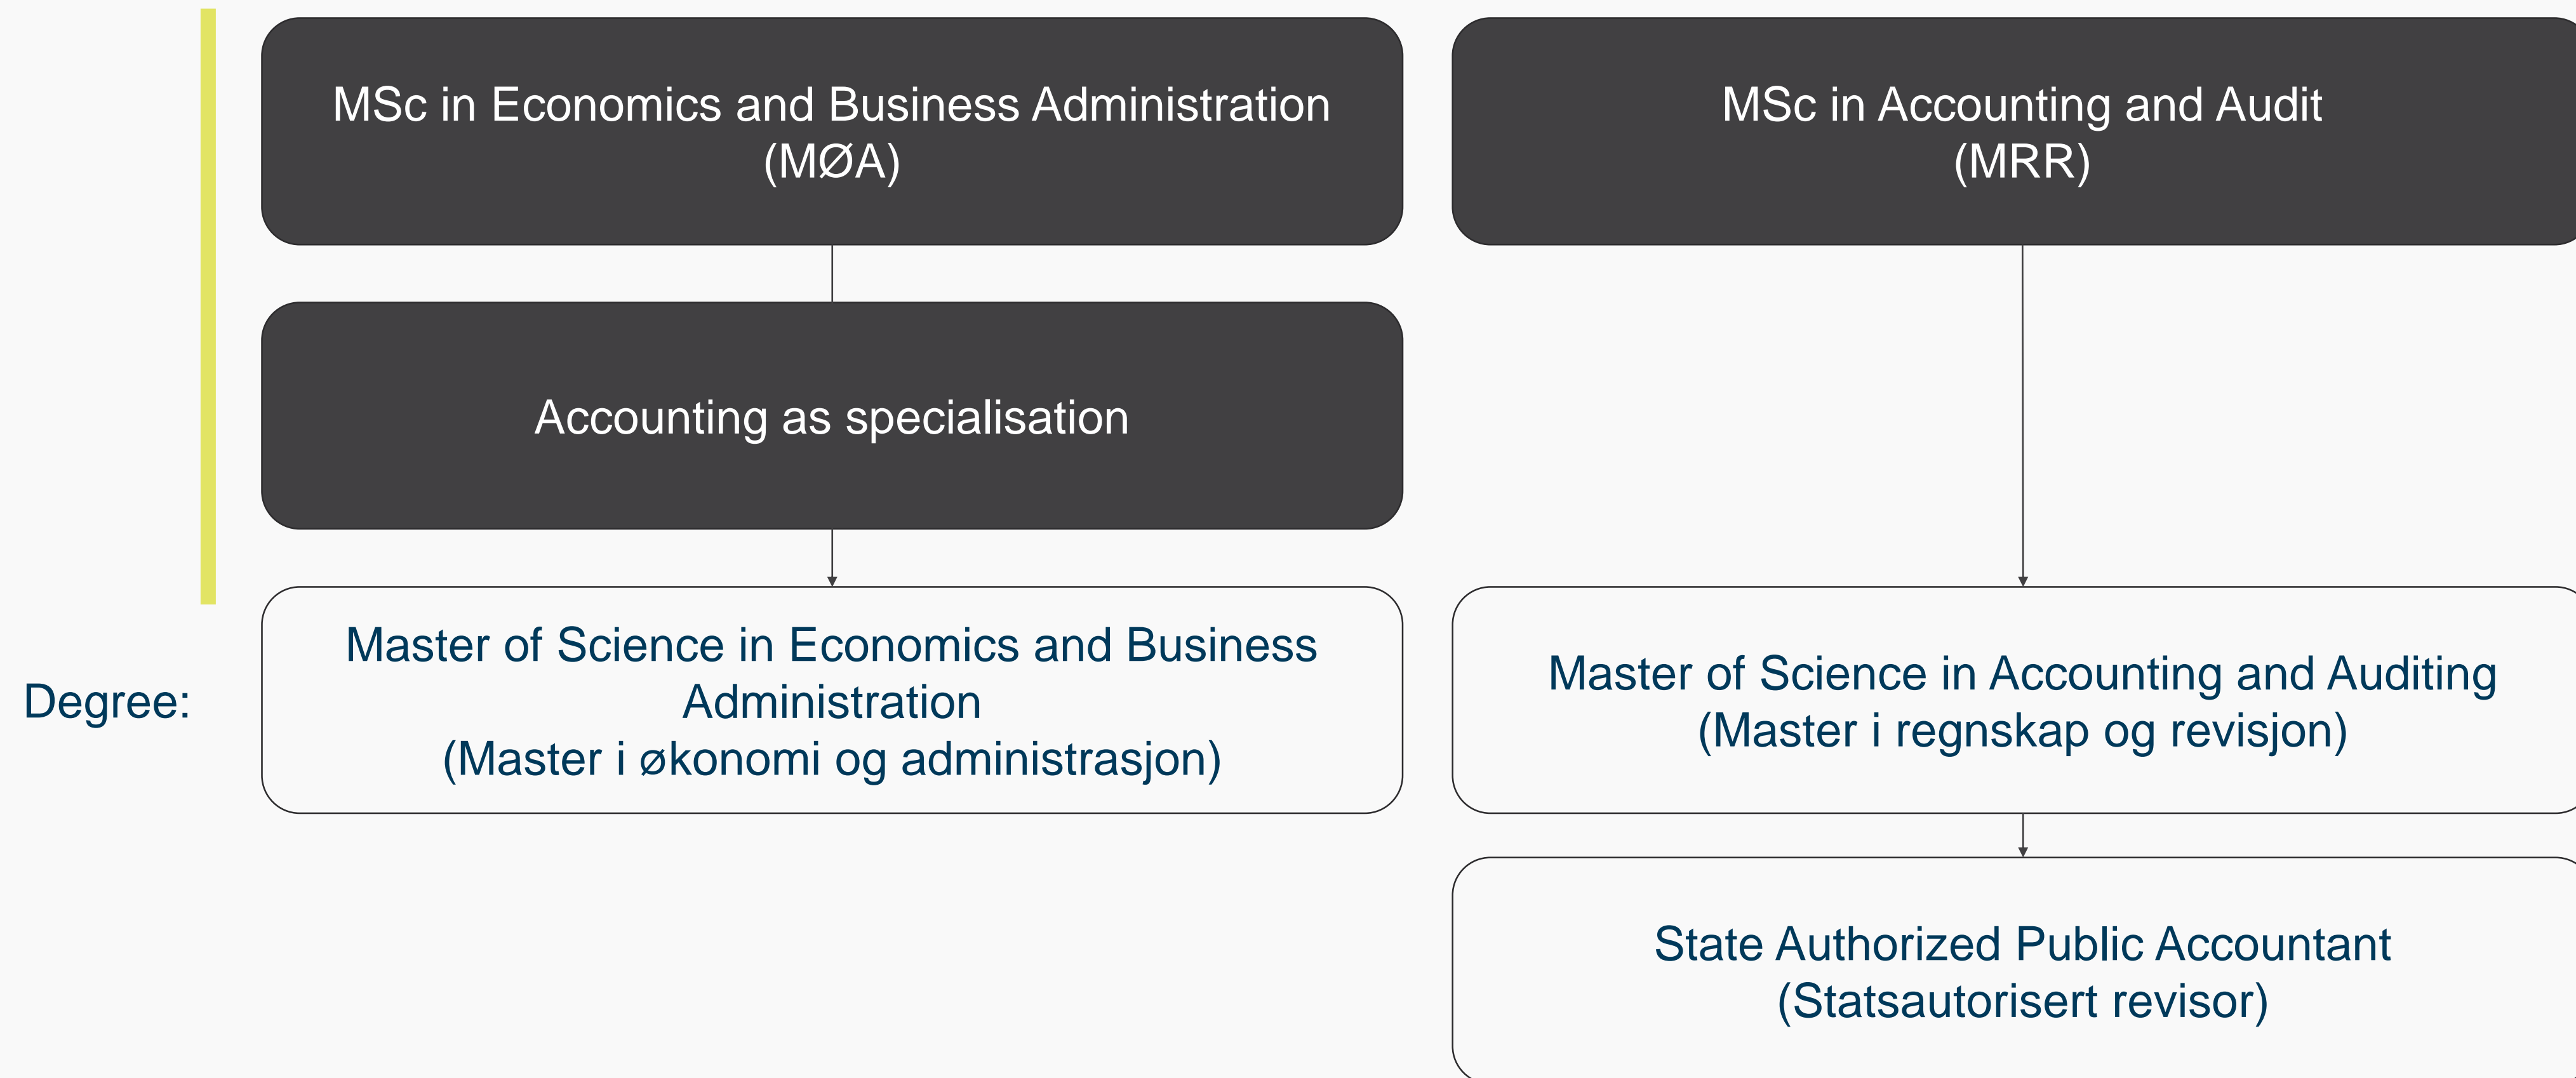 MSc in Economics and Business Administration
(MØA)
MSc in Accounting and Audit
(MRR)
Accounting as specialisation
Degree:
Master of Science in Economics and Business
Administration
(Master i økonomi og administrasjon)
Master of Science in Accounting and Auditing
(Master i regnskap og revisjon)
State Authorized Public Accountant
(Statsautorisert revisor)